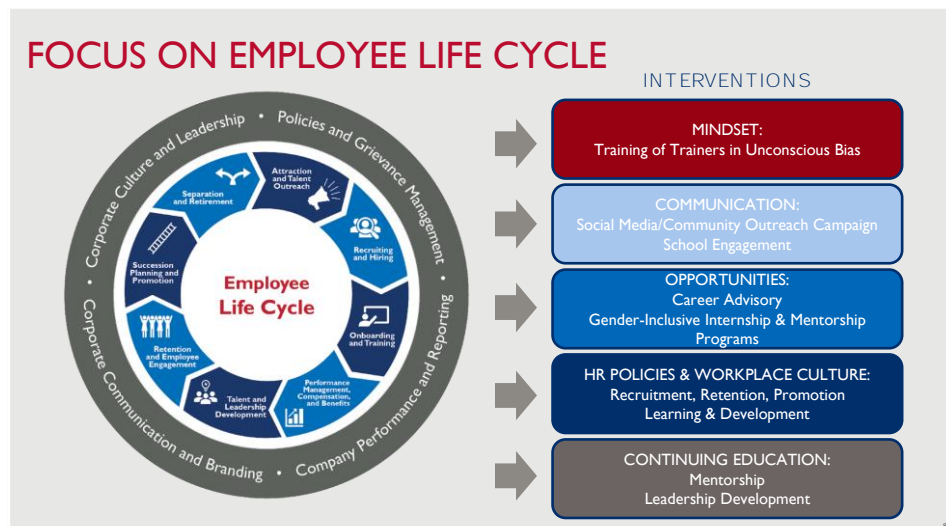 FOCUS ON EMPLOYEE LIFE CYCLE
INTERVENTIONS
Corporate Culture and Leadership • Policies and Grievance Management • Company Performance and Reporting • Corporate Communication and Branding •
Attraction
and Talent
Outreach
Recruiting
and Hiring
Onboarding
and Training
Performance
Management,
Compensation,
and Benefits
Talent and
Leadership
Development
Retention
and Employee
Engagement
Succession
Planning and
Promotion
Separation
and Retirement
Employee
Life Cycle
MINDSET:
Training of Trainers in Unconscious Bias
COMMUNICATION:
Social Media/Community Outreach Campaign
School Engagement
OPPORTUNITIES:
Career Advisory
Gender-Inclusive Internship & Mentorship
Programs
HR POLICIES & WORKPLACE CULTURE:
Recruitment, Retention, Promotion
Learning & Development
CONTINUING EDUCATION:
Mentorship
Leadership Development